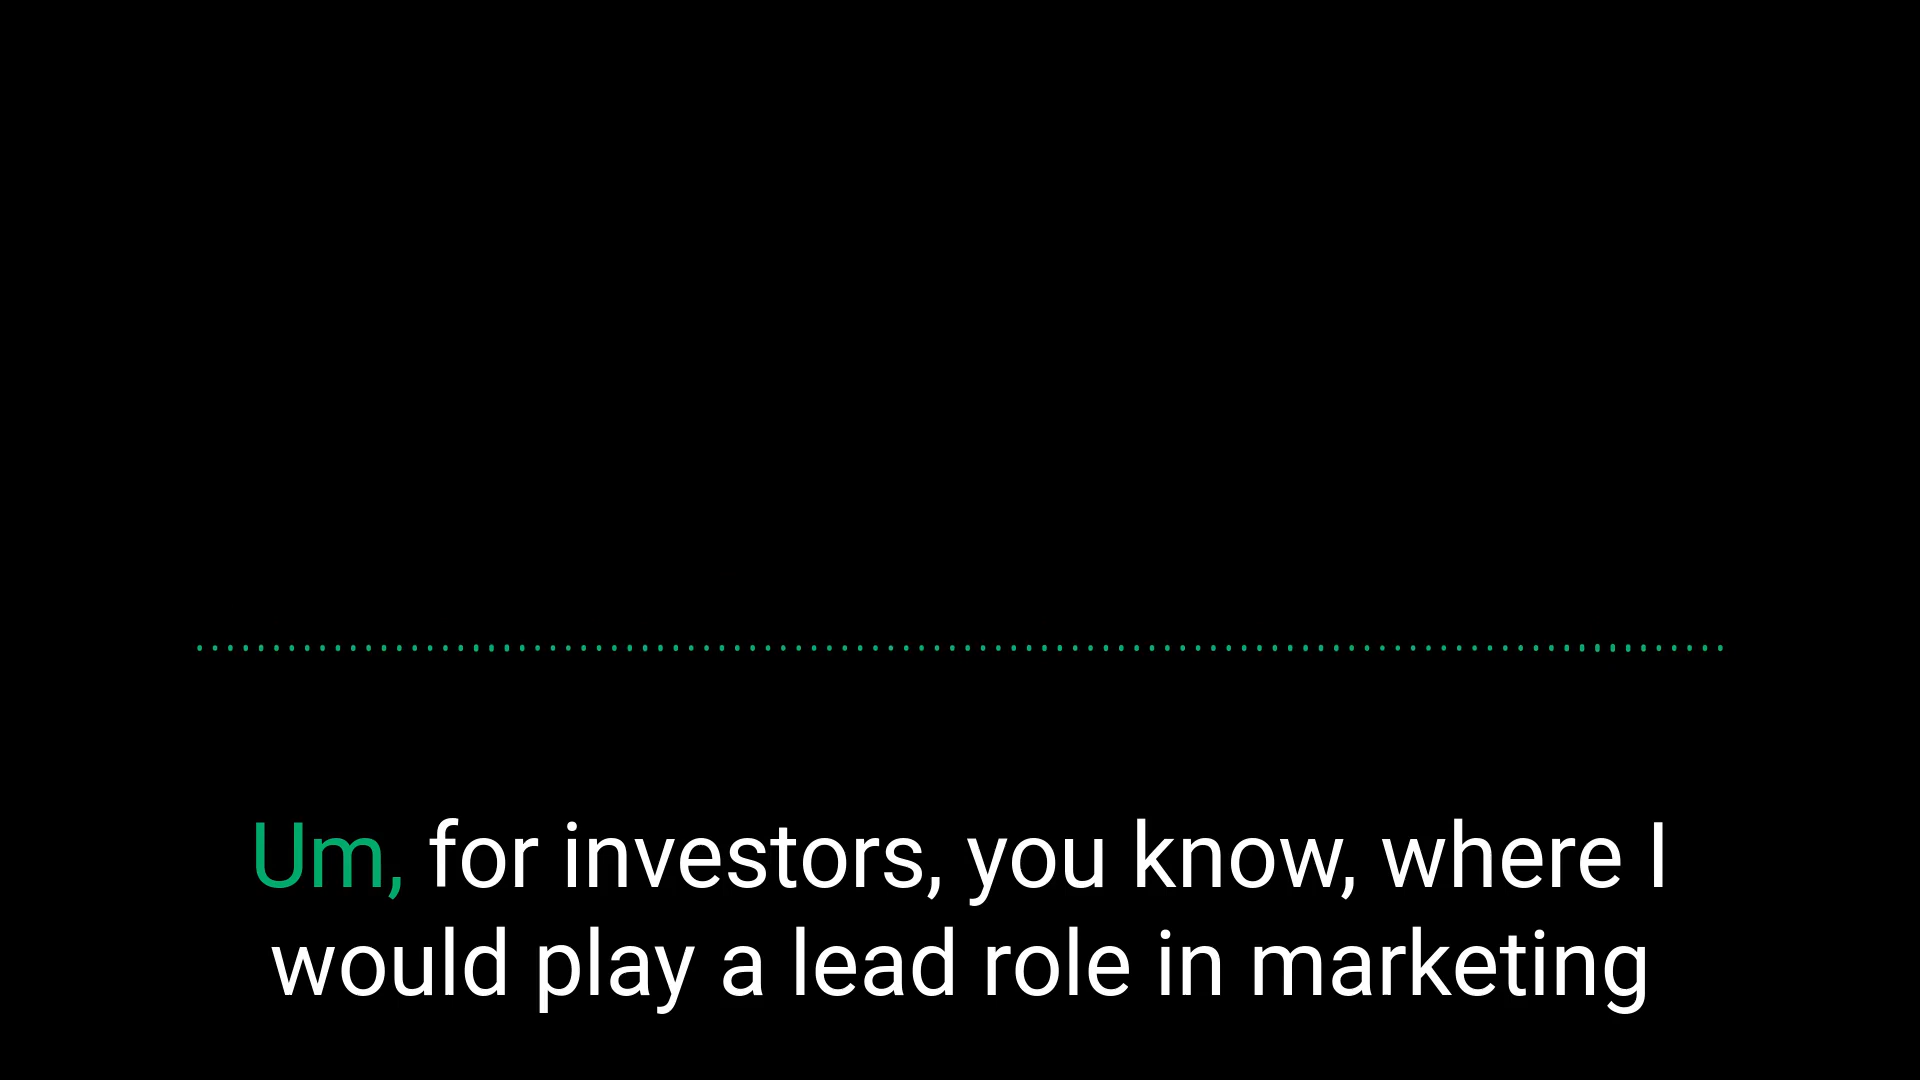 Um, for investors, you know, where I
would play a lead role in marketing